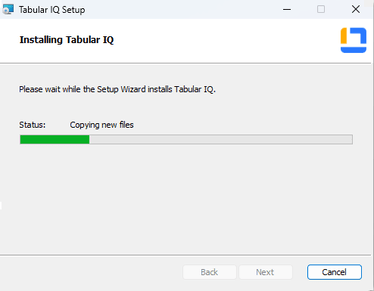 Tabular IQ Setup
Installing Tabular IQ
Please wait while the Setup Wizard installs Tabular IQ.
Status: Copying new files
Back Next Cancel